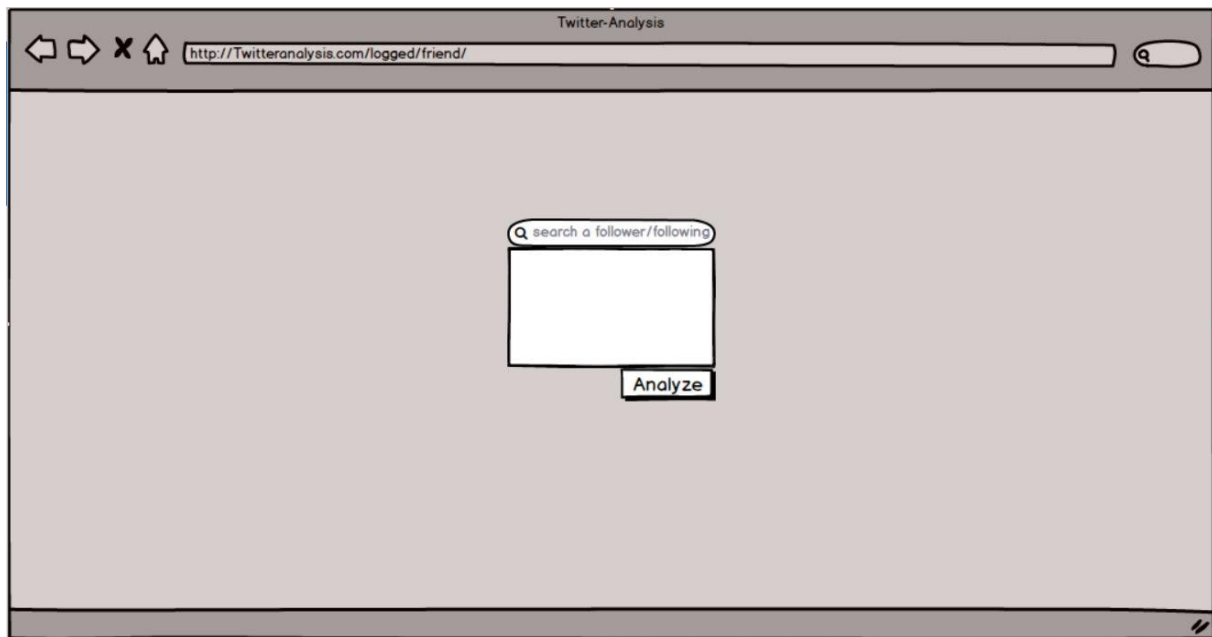 Twitter-Analysis
http://Twitteranalysis.com/logged/friend/
search a follower/following
Analyze